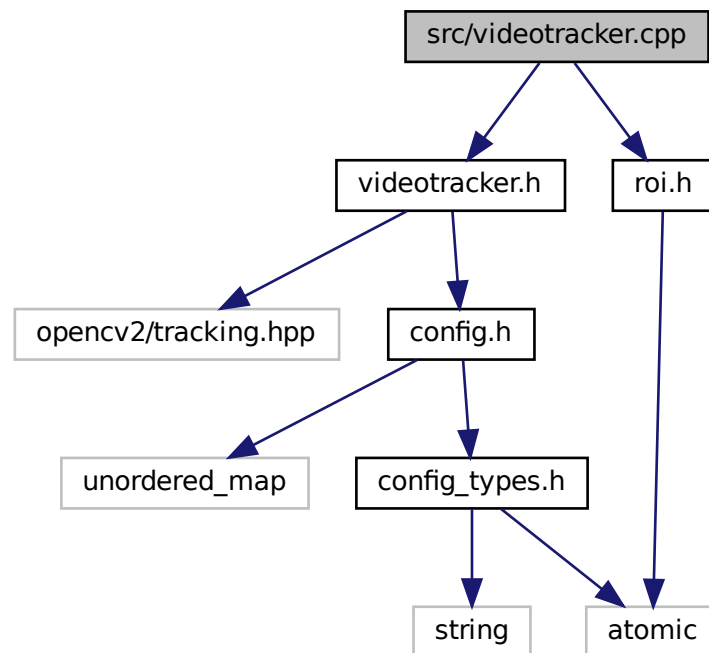 src/videotracker.cpp
videotracker.h
roi.h
opencv2/tracking.hpp
config.h
unordered_map
config_types.h
string
atomic